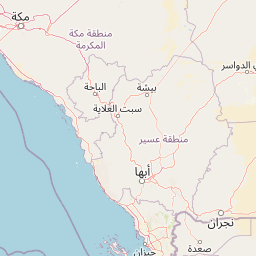 مكة
منطقة مكة
المكرمة
ي الدواسر
الباحة
بيشة
سبت العلاية
منطقة عسير
أبها
نجران
صعدة
جيزان